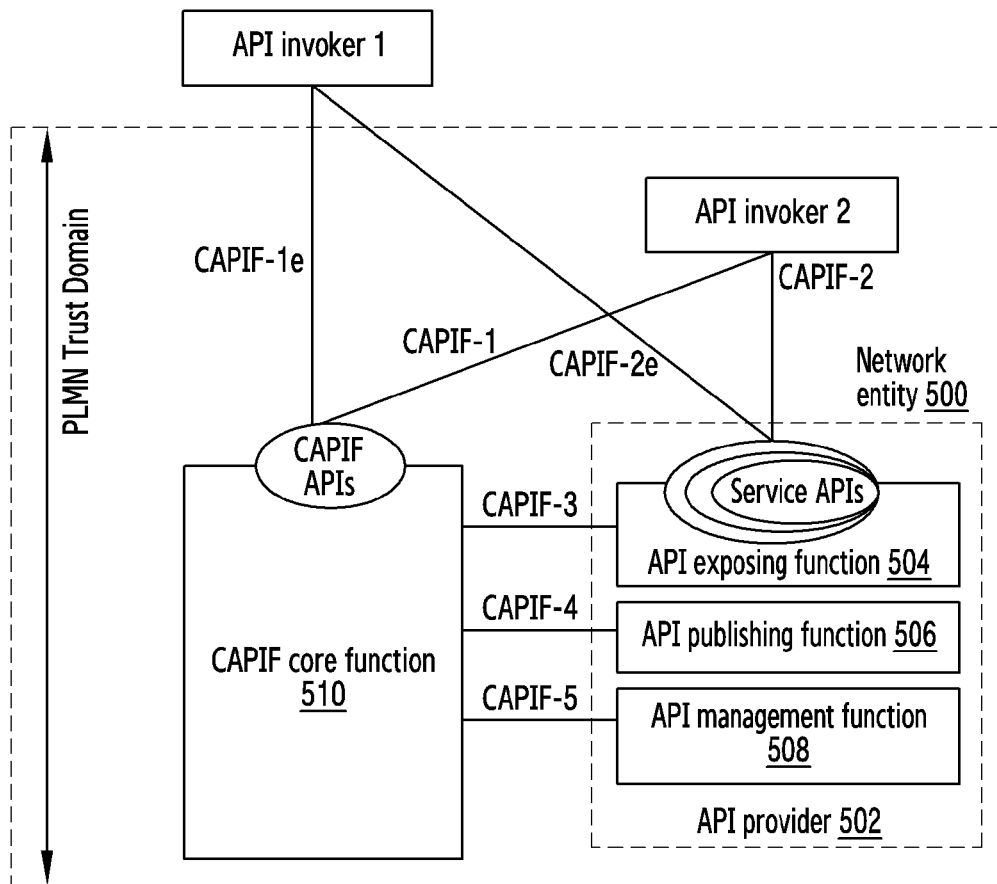 API invoker 1
PLMN Trust Domain
API invoker 2
CAPIF-1e
CAPIF-2
CAPIF-1
CAPIF-2e
Network
entity 500
CAPIF
APIs
Service APIs
CAPIF-3
API exposing function 504
CAPIF-4
API publishing function 506
CAPIF core function
510
CAPIF-5
API management function
508
API provider 502